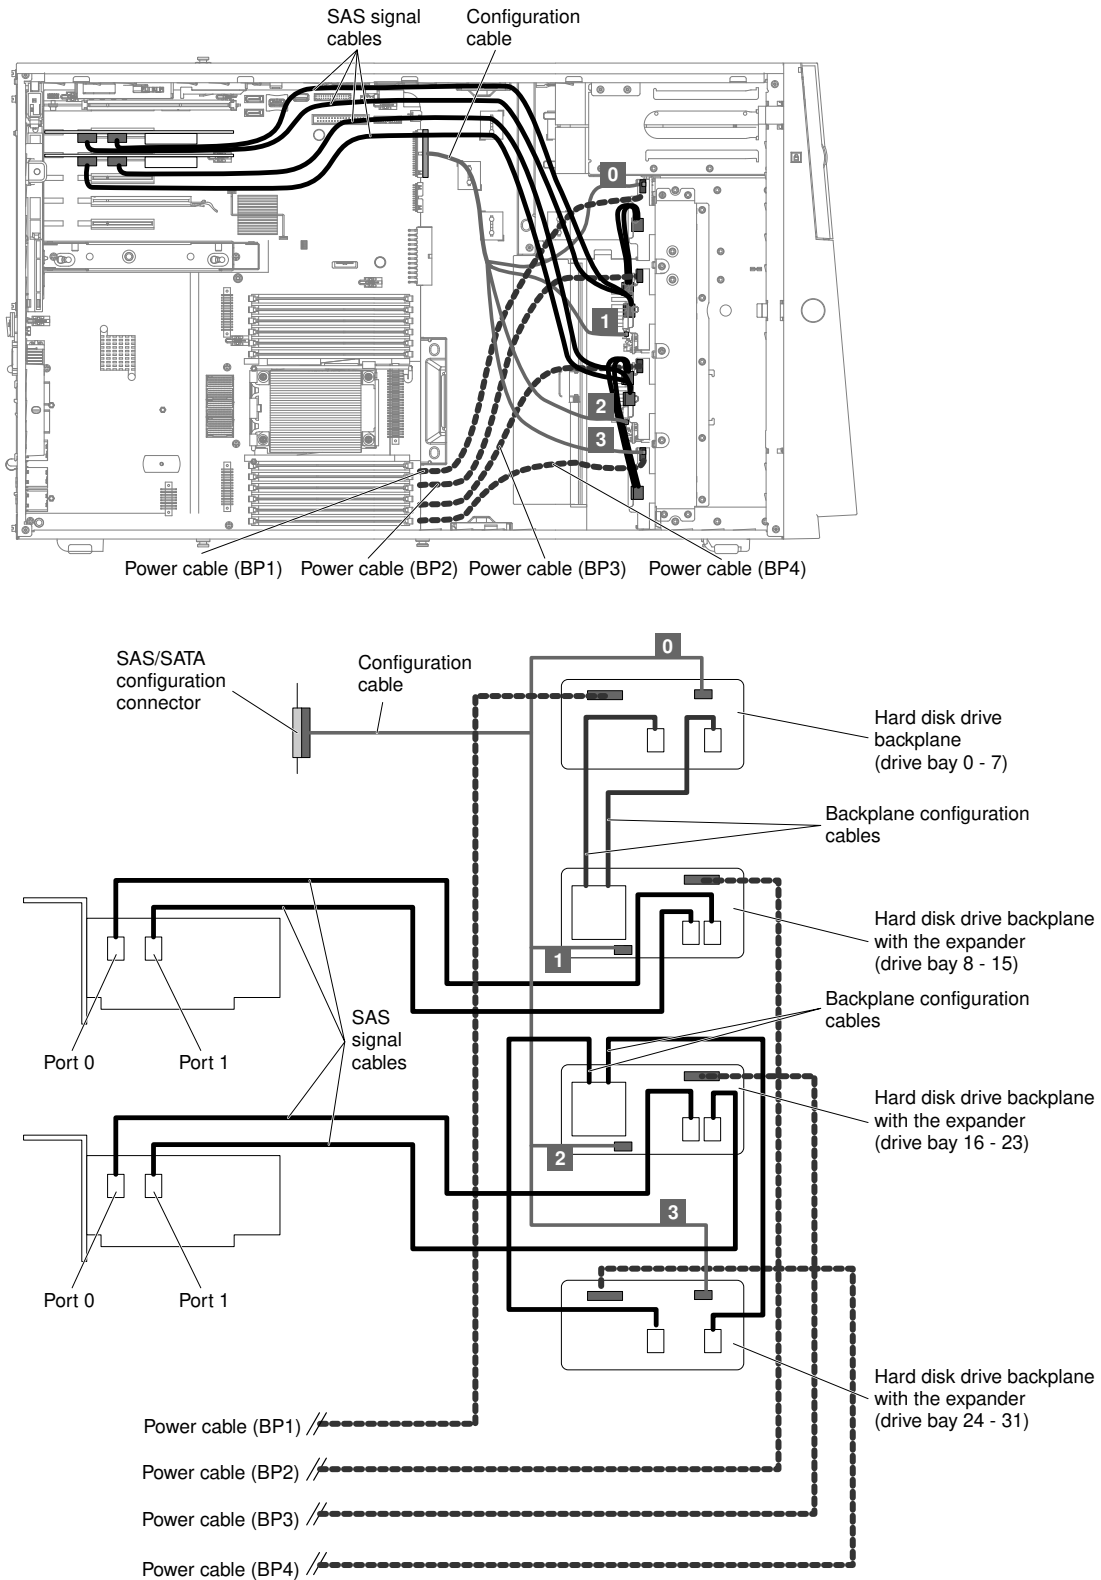 SAS signal
cables
Configuration
cable
0
1
2
3
Power cable (BP1)
Power cable (BP2)
Power cable (BP3)
Power cable (BP4)
0
SAS/SATA
configuration
connector
Configuration
cable
Hard disk drive
backplane
(drive bay 0 - 7)
Backplane configuration
cables
Hard disk drive backplane
with the expander
(drive bay 8 - 15)
1
Backplane configuration
cables
SAS
signal
cables
Port 0
Port 1
Hard disk drive backplane
with the expander
(drive bay 16 - 23)
2
3
Port 0
Port 1
Hard disk drive backplane
with the expander
(drive bay 24 - 31)
Power cable (BP1)
Power cable (BP2)
Power cable (BP3)
Power cable (BP4)